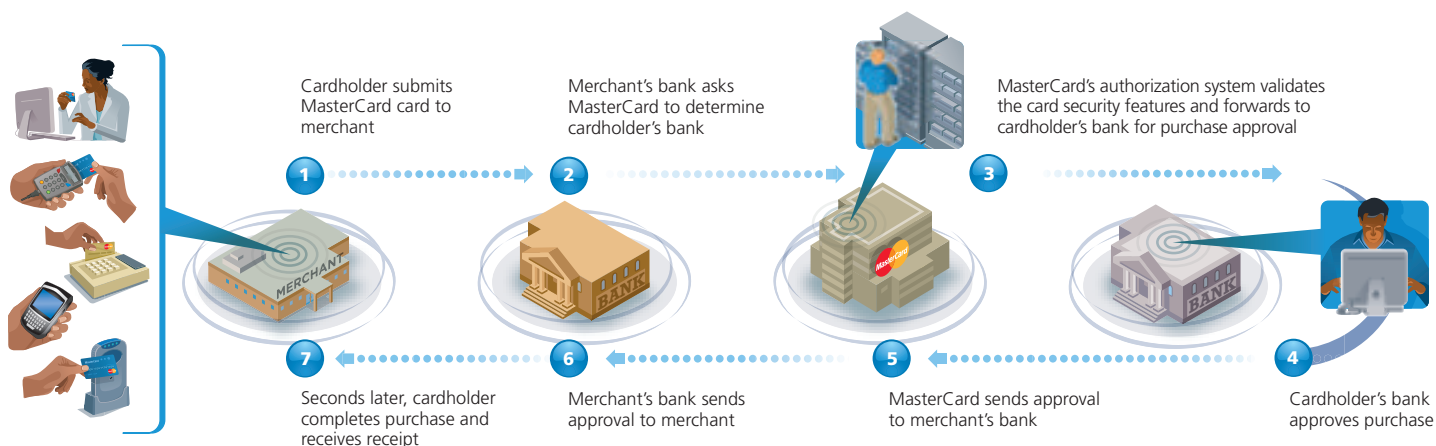 Cardholder submits
MasterCard card to
merchant
Merchant's bank asks
MasterCard to determine
cardholder's bank
MasterCard's authorization system validates
the card security features and forwards to
cardholder's bank for purchase approval
1
2
3
MERCHANT
BANK
MasterCard
BANK
7
6
5
4
Seconds later, cardholder
completes purchase and
receives receipt
Merchant's bank sends
approval to merchant
MasterCard sends approval
to merchant's bank
Cardholder's bank
approves purchase